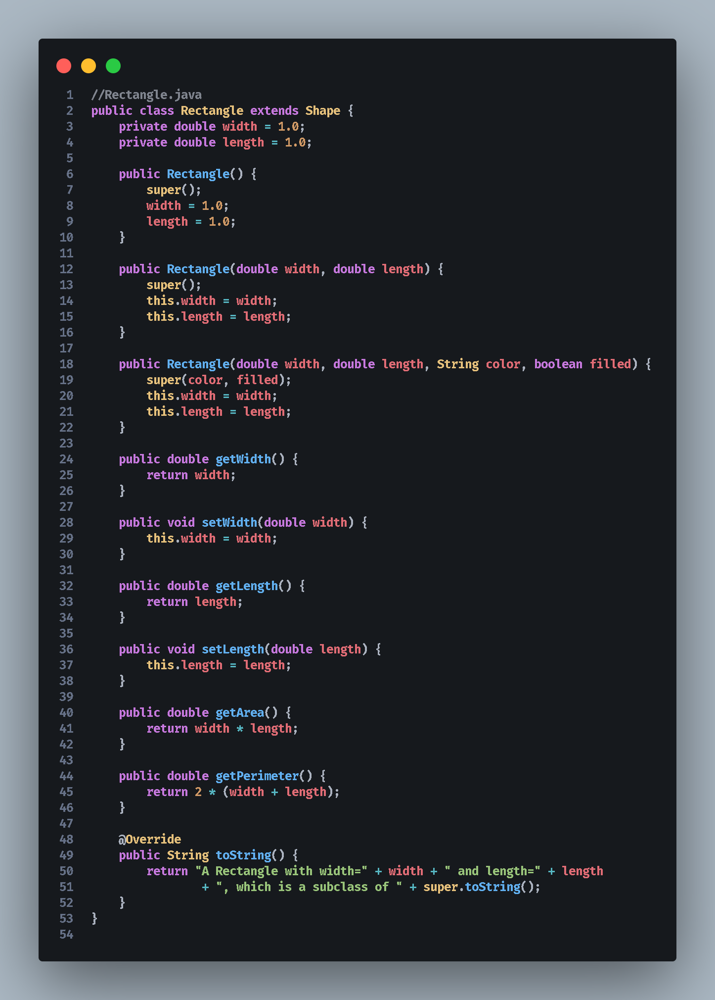 1 //Rectangle.java
2 public class Rectangle extends Shape {
3     private double width = 1.0;
4     private double length = 1.0;
5
6     public Rectangle() {
7         super();
8         width = 1.0;
9         length = 1.0;
10     }
11
12     public Rectangle(double width, double length) {
13         super();
14         this.width = width;
15         this.length = length;
16     }
17
18     public Rectangle(double width, double length, String color, boolean filled) {
19         super(color, filled);
20         this.width = width;
21         this.length = length;
22     }
23
24     public double getWidth() {
25         return width;
26     }
27
28     public void setWidth(double width) {
29         this.width = width;
30     }
31
32     public double getLength() {
33         return length;
34     }
35
36     public void setLength(double length) {
37         this.length = length;
38     }
39
40     public double getArea() {
41         return width * length;
42     }
43
44     public double getPerimeter() {
45         return 2 * (width + length);
46     }
47
48     @Override
49     public String toString() {
50         return "A Rectangle with width=" + width + " and length=" + length
51                 + ", which is a subclass of " + super.toString();
52     }
53 }
54